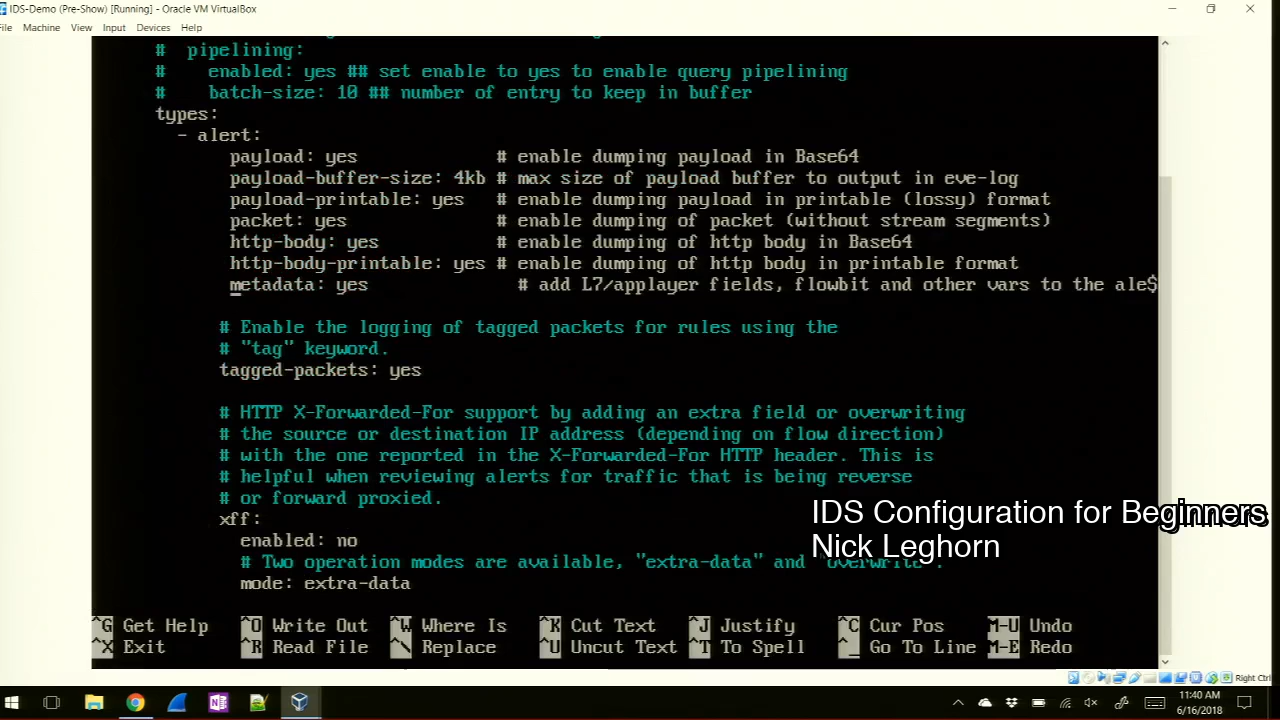 IDS-Demo (Pre-Show) [Running] - Oracle VM VirtualBox
File Machine View Input Devices Help
# pipelining:
# enabled: yes ## set enable to yes to enable query pipelining
# batch-size: 10 ## number of entry to keep in buffer
types:
- alert:
payload: yes # enable dumping payload in Base64
payload-buffer-size: 4kb # max size of payload buffer to output in eve-log
payload-printable: yes # enable dumping payload in printable (lossy) format
packet: yes # enable dumping of packet (without stream segments)
http-body: yes # enable dumping of http body in Base64
http-body-printable: yes # enable dumping of http body in printable format
metadata: yes # add L7/applayer fields, flowbit and other vars to the ale$
# Enable the logging of tagged packets for rules using the
# "tag" keyword.
tagged-packets: yes
# HTTP X-Forwarded-For support by adding an extra field or overwriting
# the source or destination IP address (depending on flow direction)
# with the one reported in the X-Forwarded-For HTTP header. This is
# helpful when reviewing alerts for traffic that is being reverse
# or forward proxied.
xff:
enabled: no
# Two operation modes are available, "extra-data" and "overwrite".
mode: extra-data
IDS Configuration for Beginners
Nick Leghorn
^G Get Help ^O Write Out ^W Where Is ^K Cut Text ^J Justify ^C Cur Pos M-U Undo
^X Exit ^R Read File ^\ Replace ^U Uncut Text ^T To Spell ^_ Go To Line M-E Redo
Right Ctrl
11:40 AM
6/16/2018